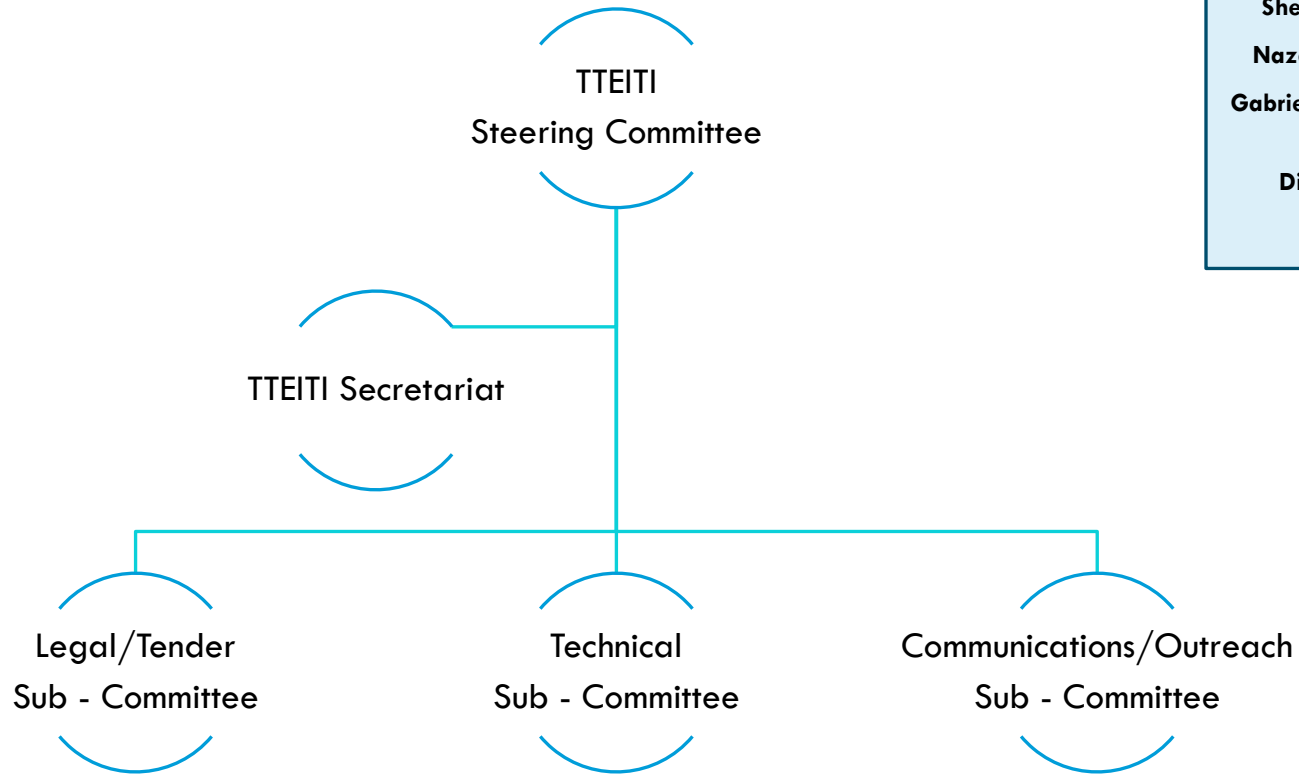 TTEITI
Steering Committee
TTEITI Secretariat
Legal/Tender
Sub - Committee
Technical
Sub - Committee
Communications/Outreach
Sub - Committee